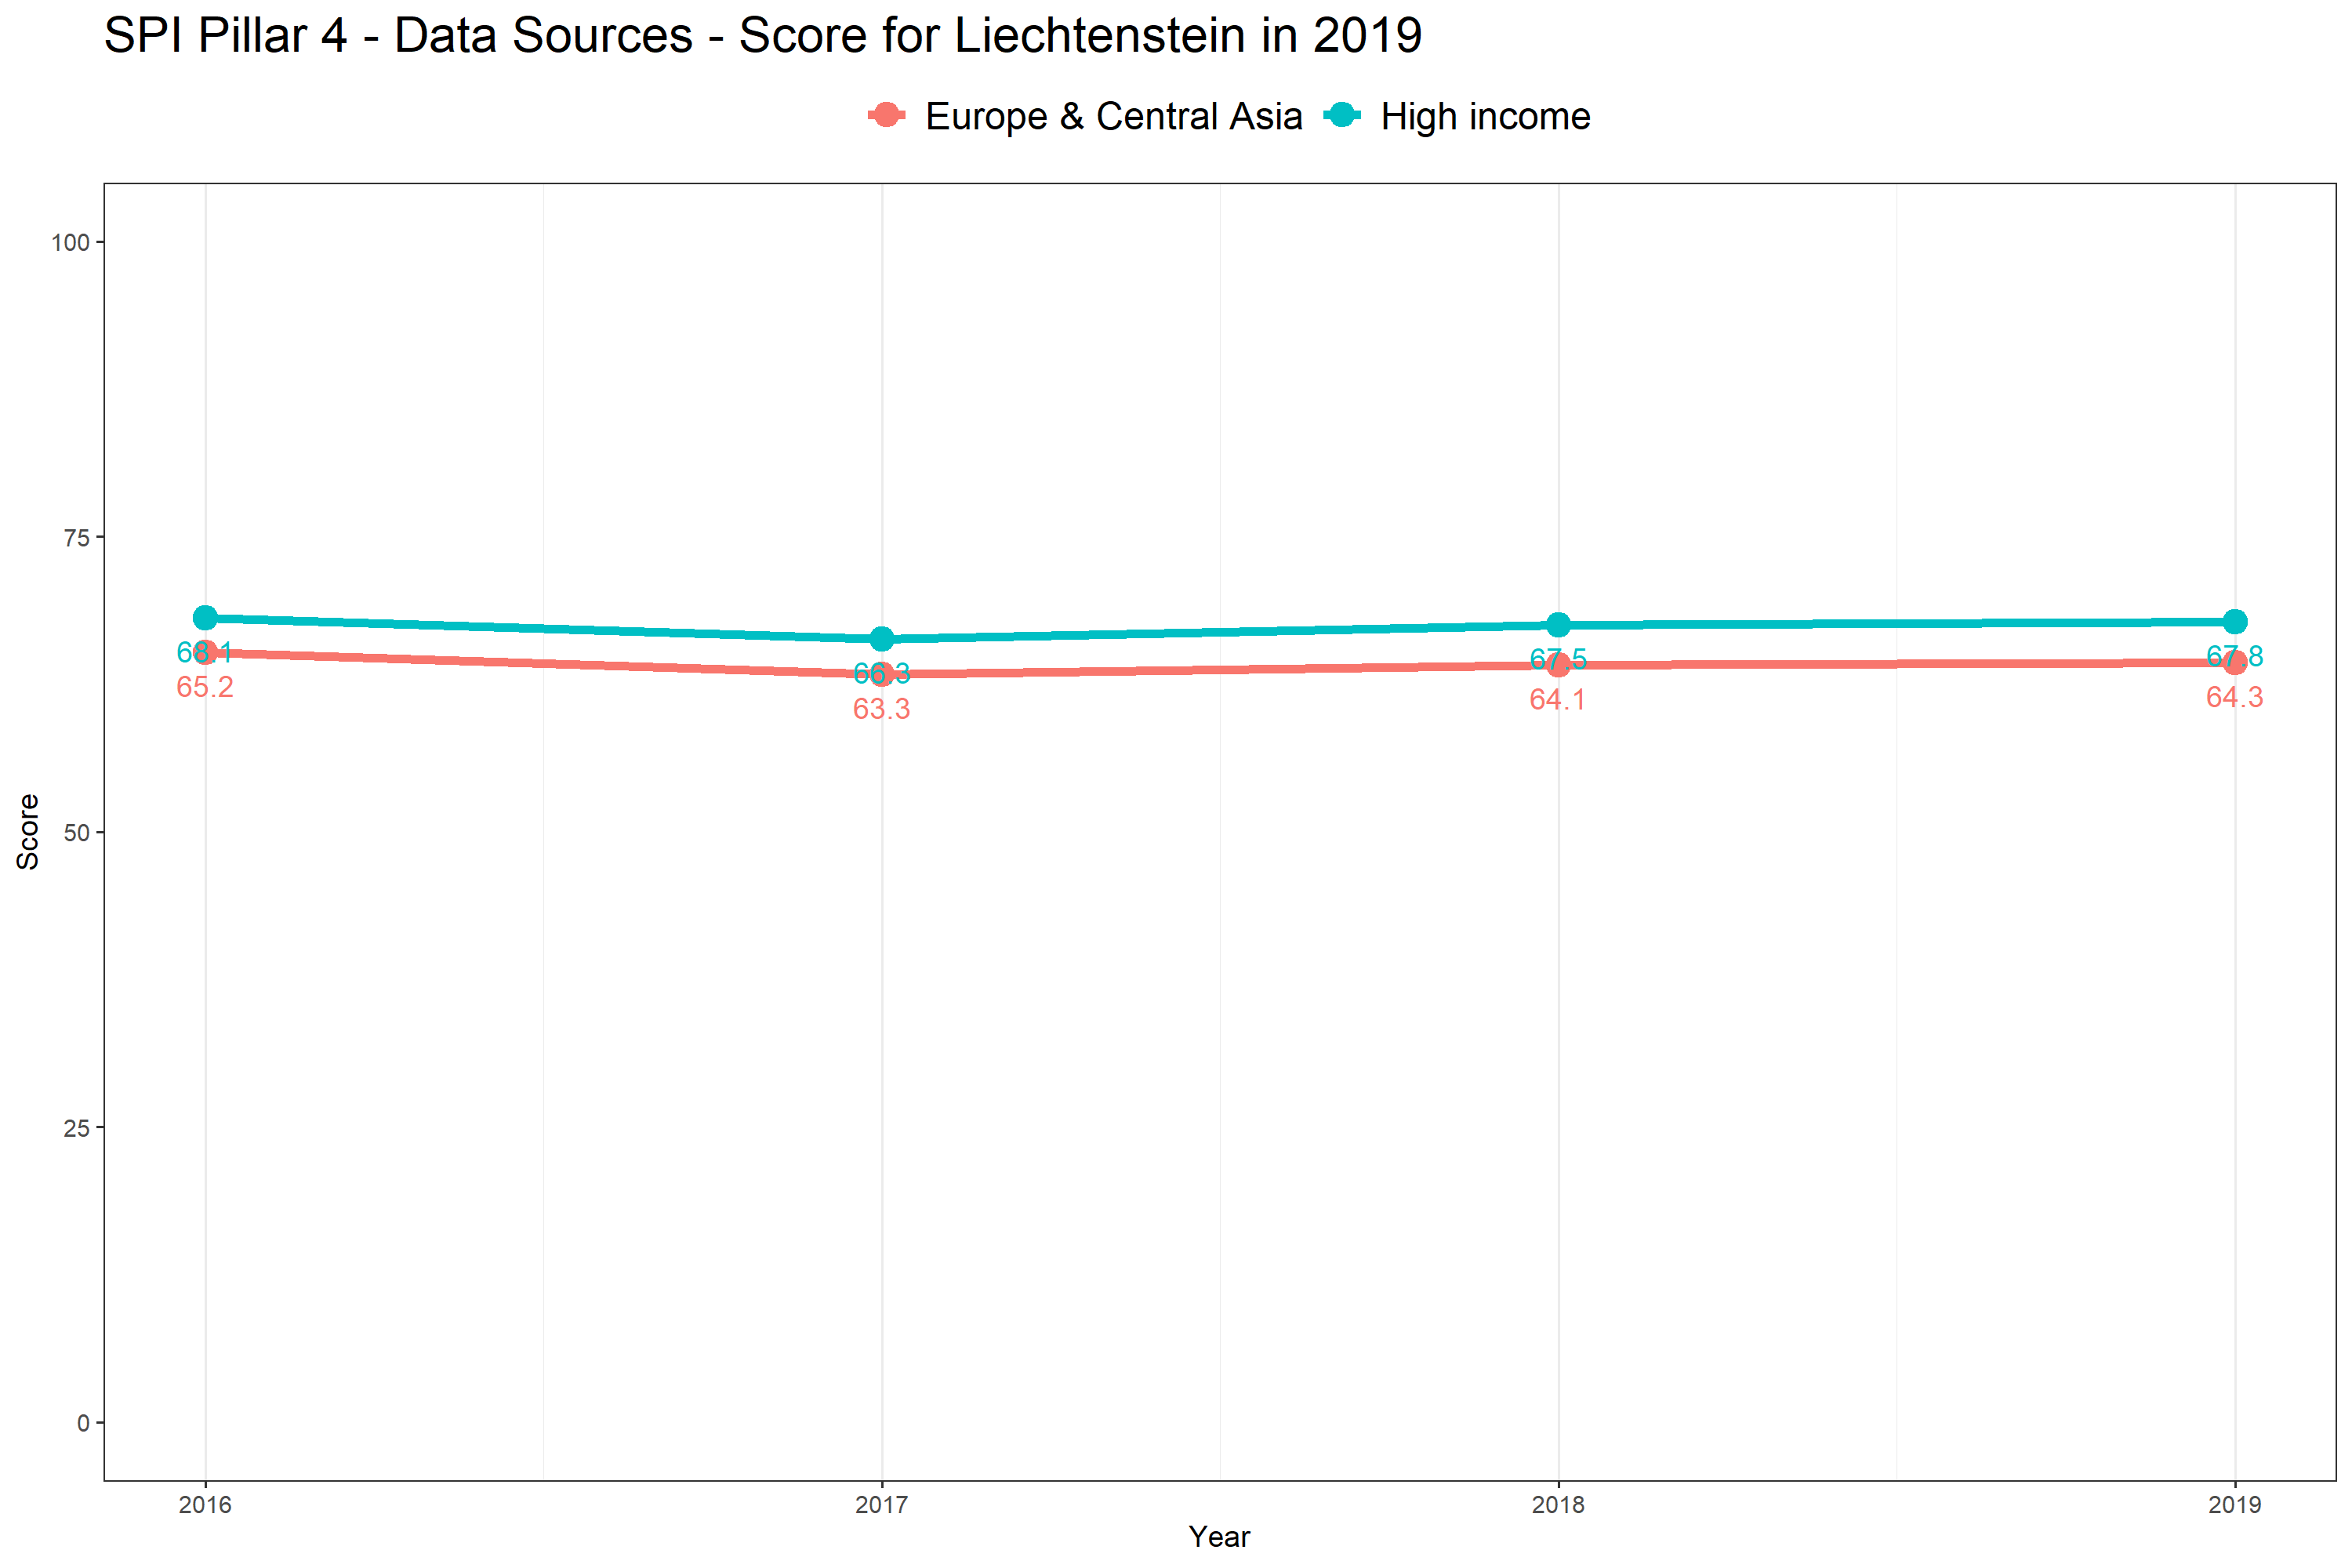 SPI Pillar 4 - Data Sources - Score for Liechtenstein in 2019
Europe & Central Asia High income
100
75
50
25
0
Score
68.1 66.3 67.5 67.8
65.2 63.3 64.1 64.3
2016 2017 2018 2019
Year